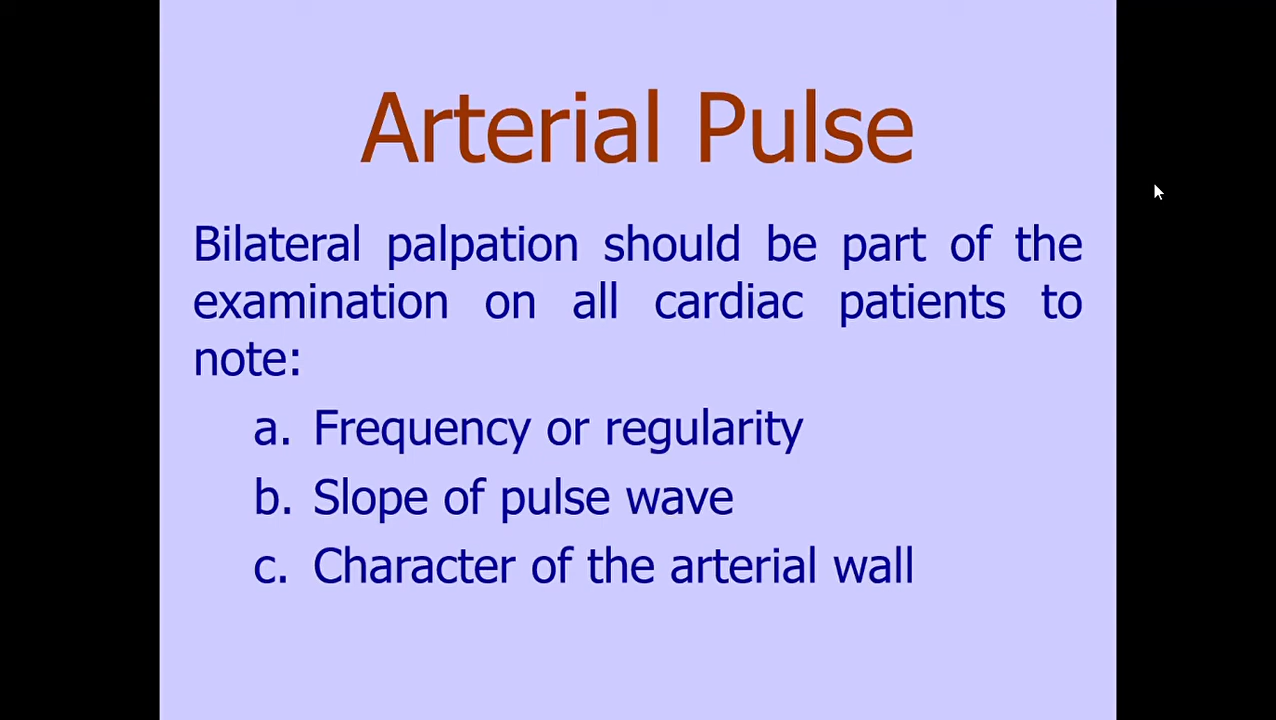 Arterial Pulse
Bilateral palpation should be part of the
examination on all cardiac patients to
note:
a. Frequency or regularity
b. Slope of pulse wave
c. Character of the arterial wall